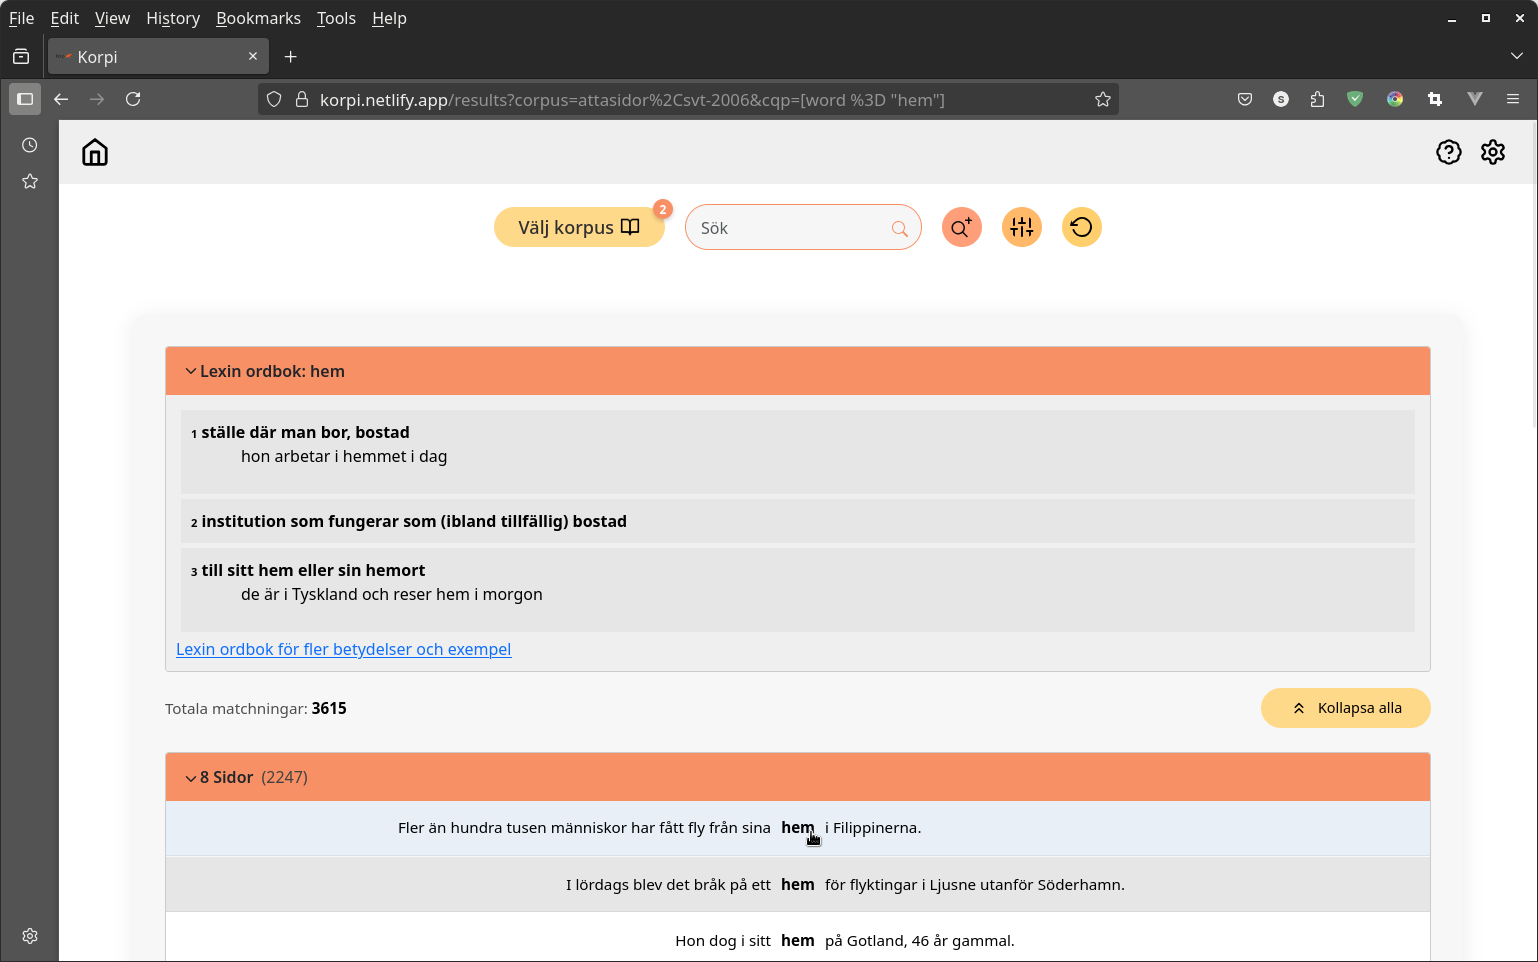 File Edit View History Bookmarks Tools Help
Korpi
korpi.netlify.app/results?corpus=attasidor%2Csvt-2006&cqp=[word %3D "hem"]
S
Välj korpus 2
Sök
Lexin ordbok: hem
1 ställe där man bor, bostad
hon arbetar i hemmet i dag
2 institution som fungerar som (ibland tillfällig) bostad
3 till sitt hem eller sin hemort
de är i Tyskland och reser hem i morgon
Lexin ordbok för fler betydelser och exempel
Totala matchningar: 3615
Kollapsa alla
8 Sidor (2247)
Fler än hundra tusen människor har fått fly från sina hem i Filippinerna.
I lördags blev det bråk på ett hem för flyktingar i Ljusne utanför Söderhamn.
Hon dog i sitt hem på Gotland, 46 år gammal.